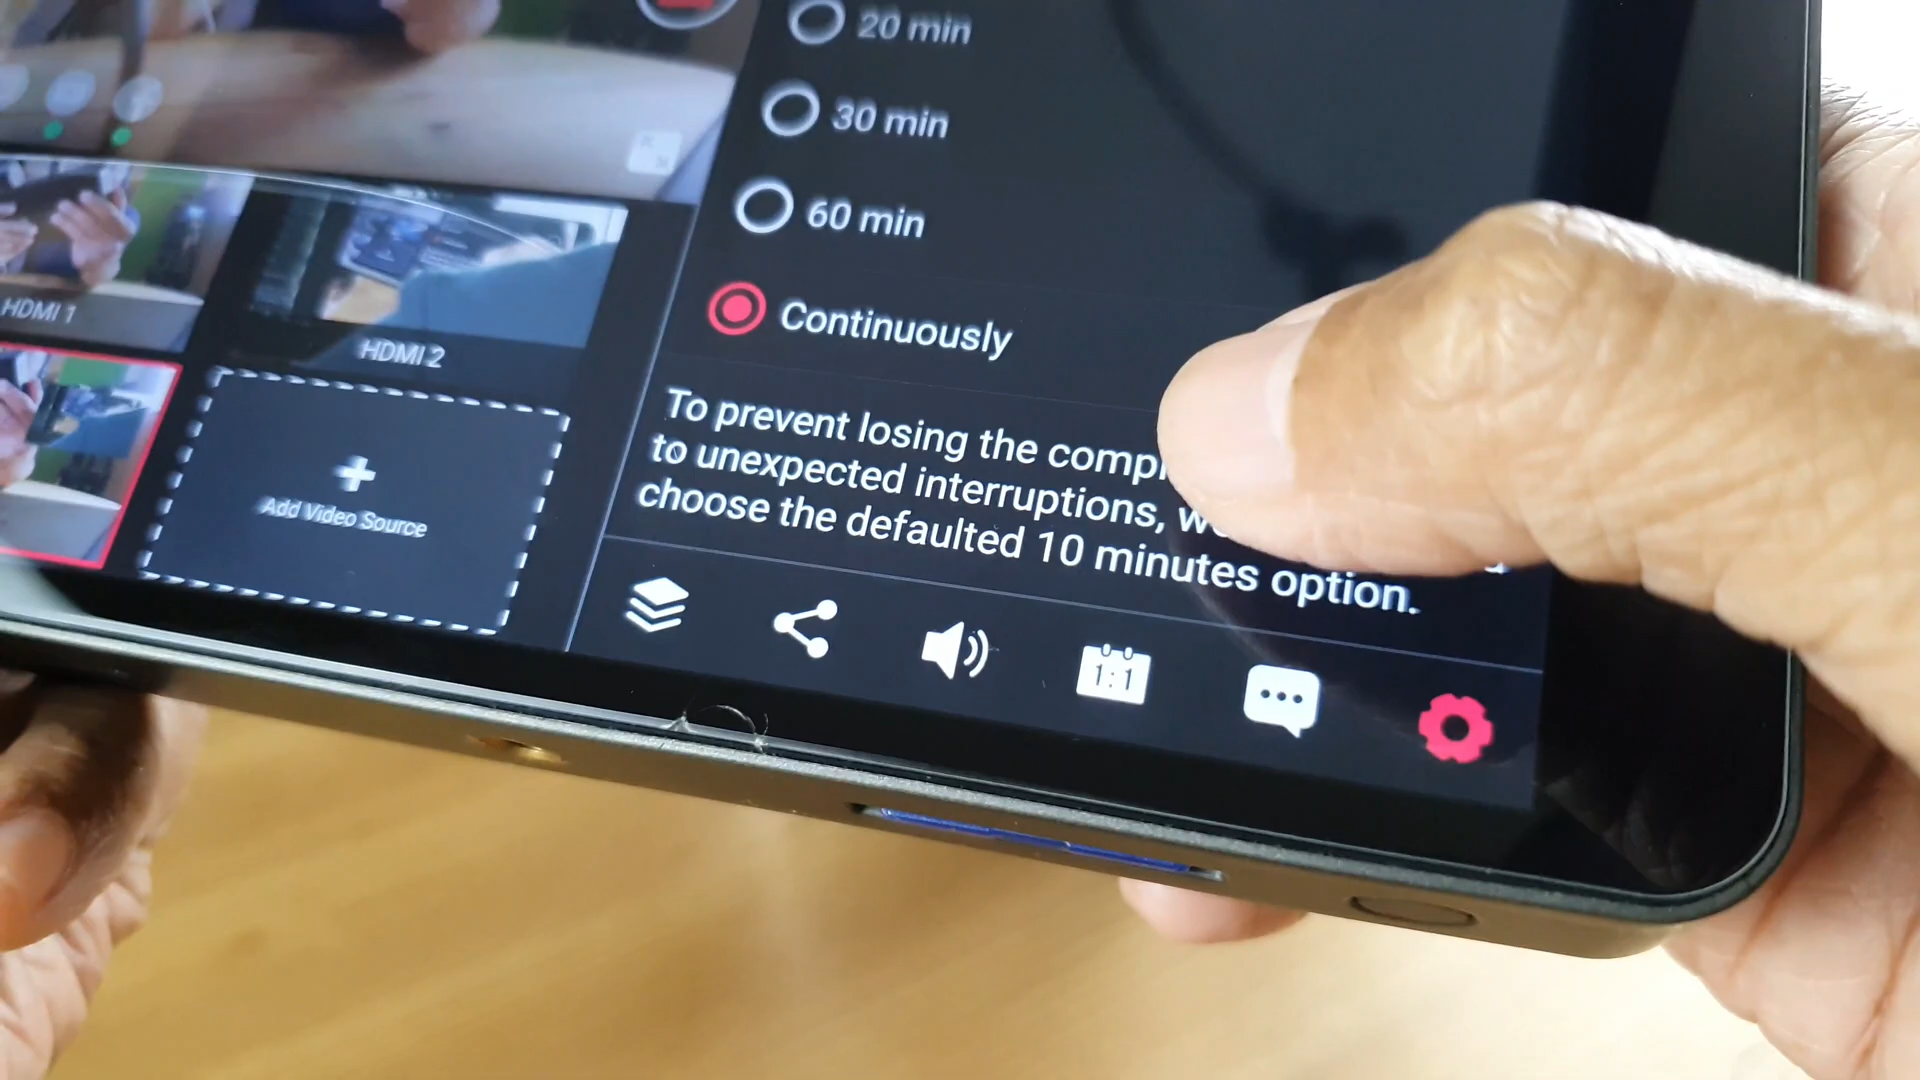 20 min
30 min
60 min
Continuously
To prevent losing the
to unexpected interruptions,
choose the defaulted 10 minutes option.
HDMI 1
HDMI 2
Add Video Source
1:1